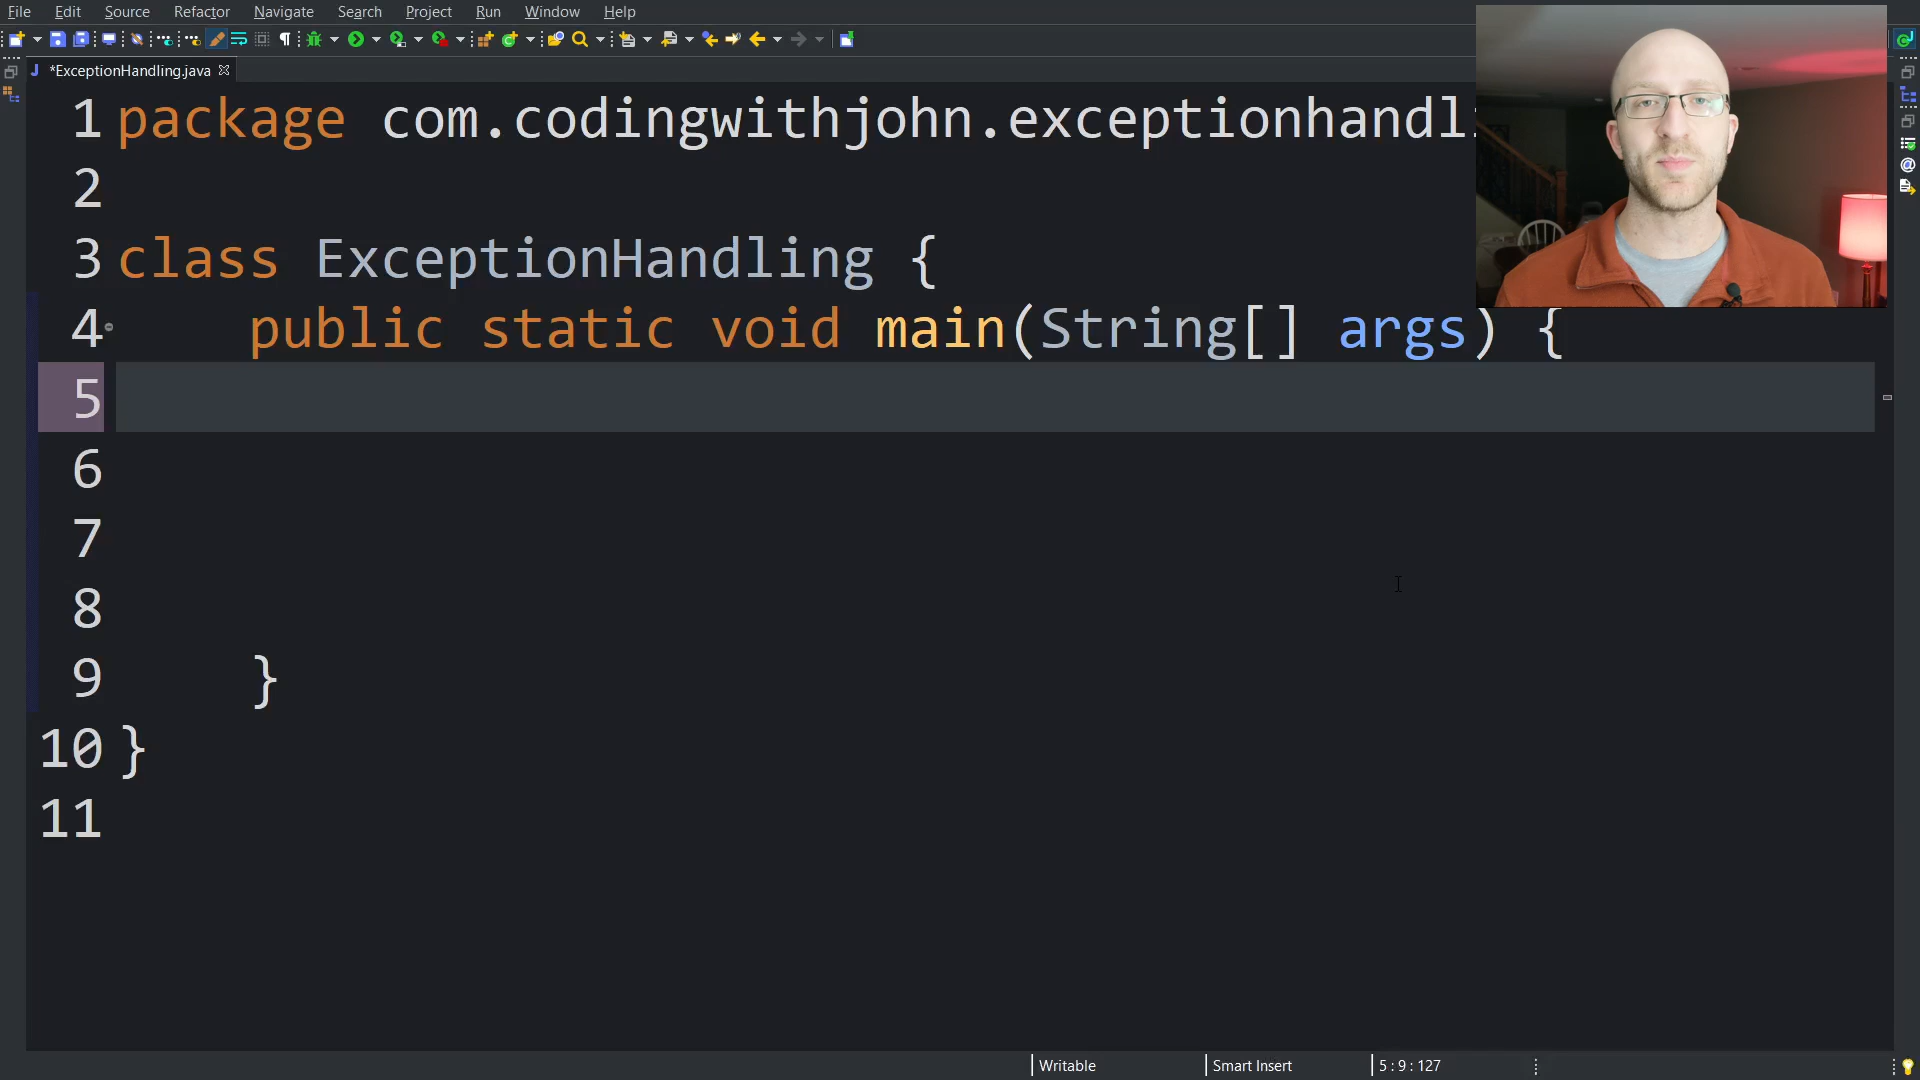 File Edit Source Refactor Navigate Search Project Run Window Help
*ExceptionHandling.java
1 package com.codingwithjohn.exceptionhandl
2
3 class ExceptionHandling {
4 public static void main(String[] args) {
5
6
7
8
9 }
10 }
11
Writable Smart Insert 5 : 9 : 127